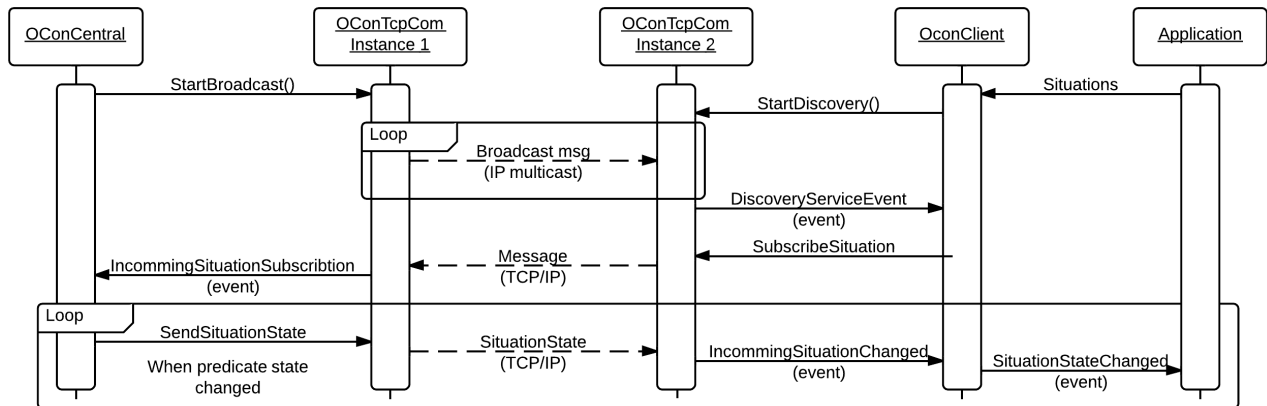 OConCentral
OConTcpCom
Instance 1
OConTcpCom
Instance 2
OconClient
Application
StartBroadcast()
Situations
StartDiscovery()
Loop
Broadcast msg
(IP multicast)
DiscoveryServiceEvent
(event)
SubscribeSituation
Message
(TCP/IP)
IncommingSituationSubscribtion
(event)
Loop
SendSituationState
When predicate state
changed
SituationState
(TCP/IP)
IncommingSituationChanged
(event)
SituationStateChanged
(event)